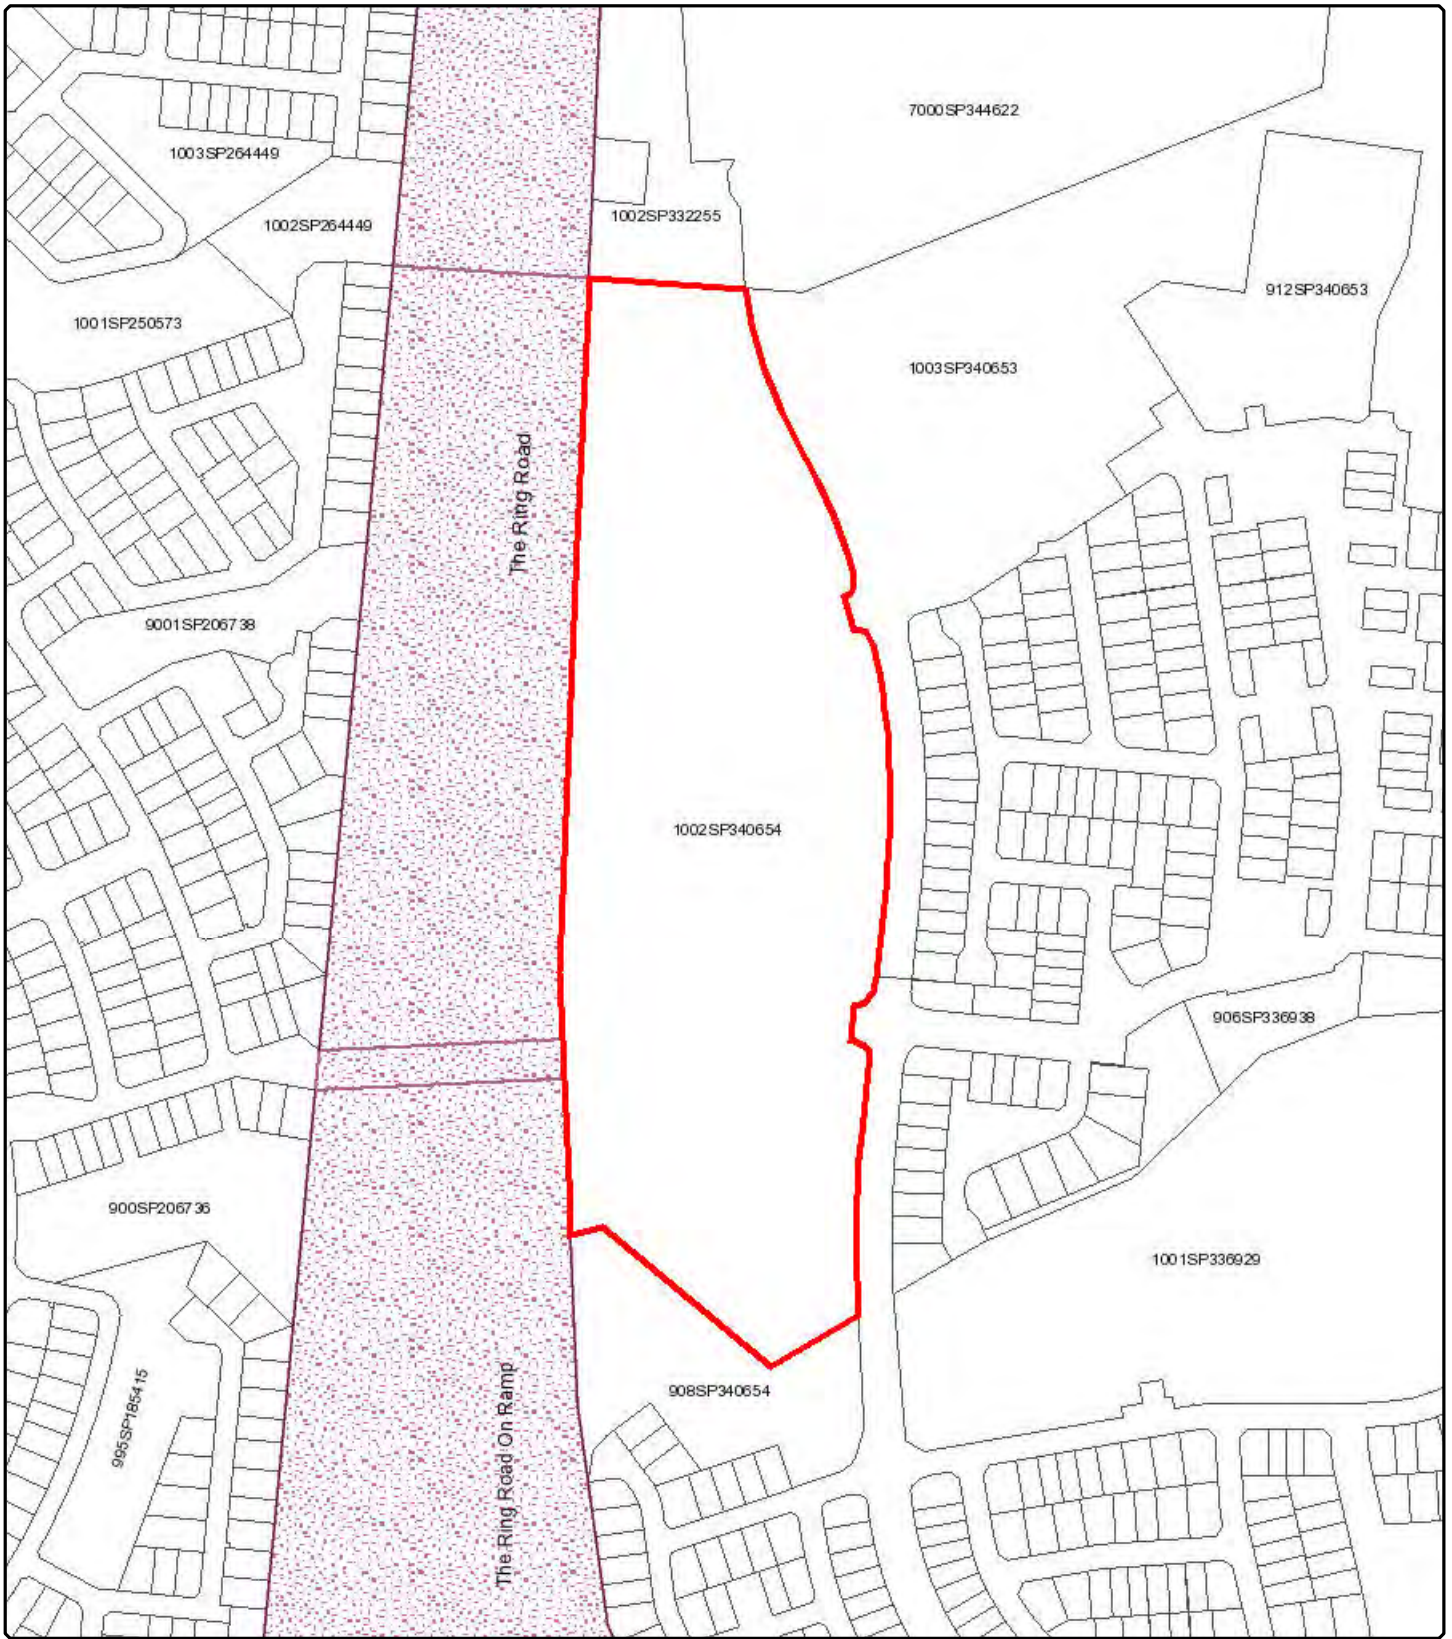 7000SP344622
1003SP264449
1002SP264449
1002SP332255
912SP340653
1001SP250573
1003SP340653
The Ring Road
9001SP206738
1002SP340654
906SP336938
900SP206736
1001SP336929
908SP340654
995SP185415
The Ring Road On Ramp